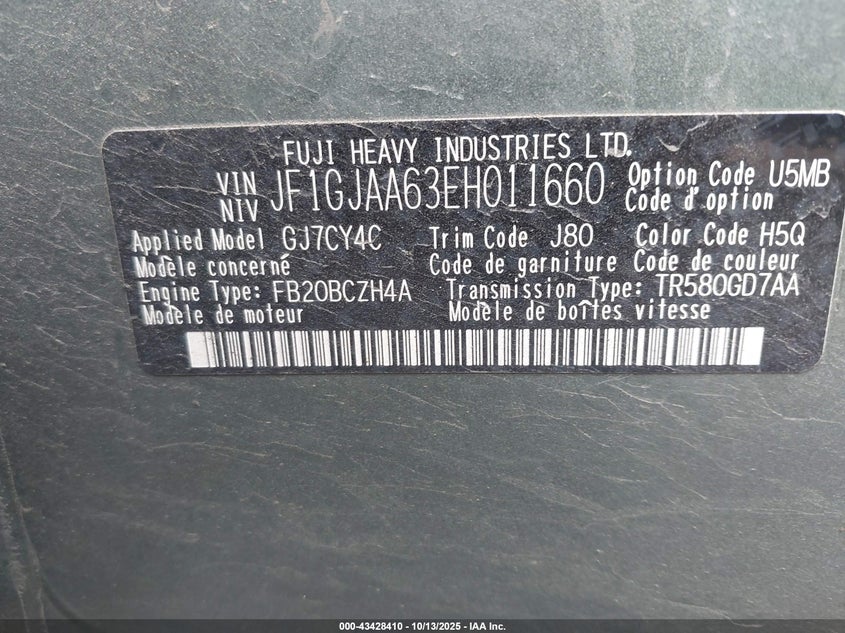 FUJI HEAVY INDUSTRIES LTD.
VIN JF1GJAA63EH011660 Option Code U5MB
NIV Code d'option
Applied Model GJ7CY4C Trim Code J80 Color Code H5Q
Modèle concerné Code de garniture Code de couleur
Engine Type: FB20BCZH4A Transmission Type: TR580GD7AA
Modèle de moteur Modèle de boîtes vitesse
000-43428410 - 10/13/2025 - IAA Inc.